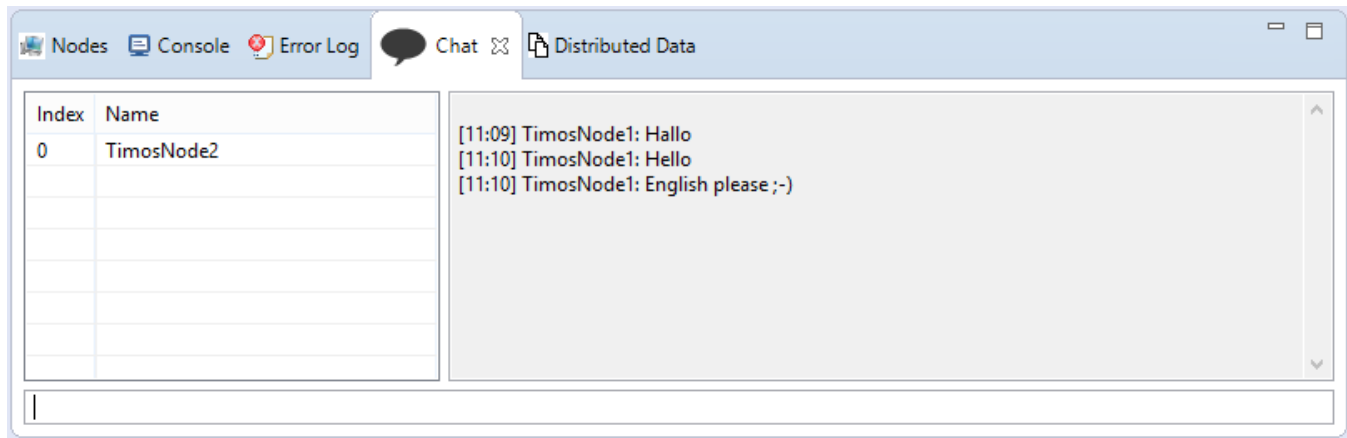 Nodes Console Error Log Chat Distributed Data
Index Name
0 TimosNode2
[11:09] TimosNode1: Hallo
[11:10] TimosNode1: Hello
[11:10] TimosNode1: English please ;-)